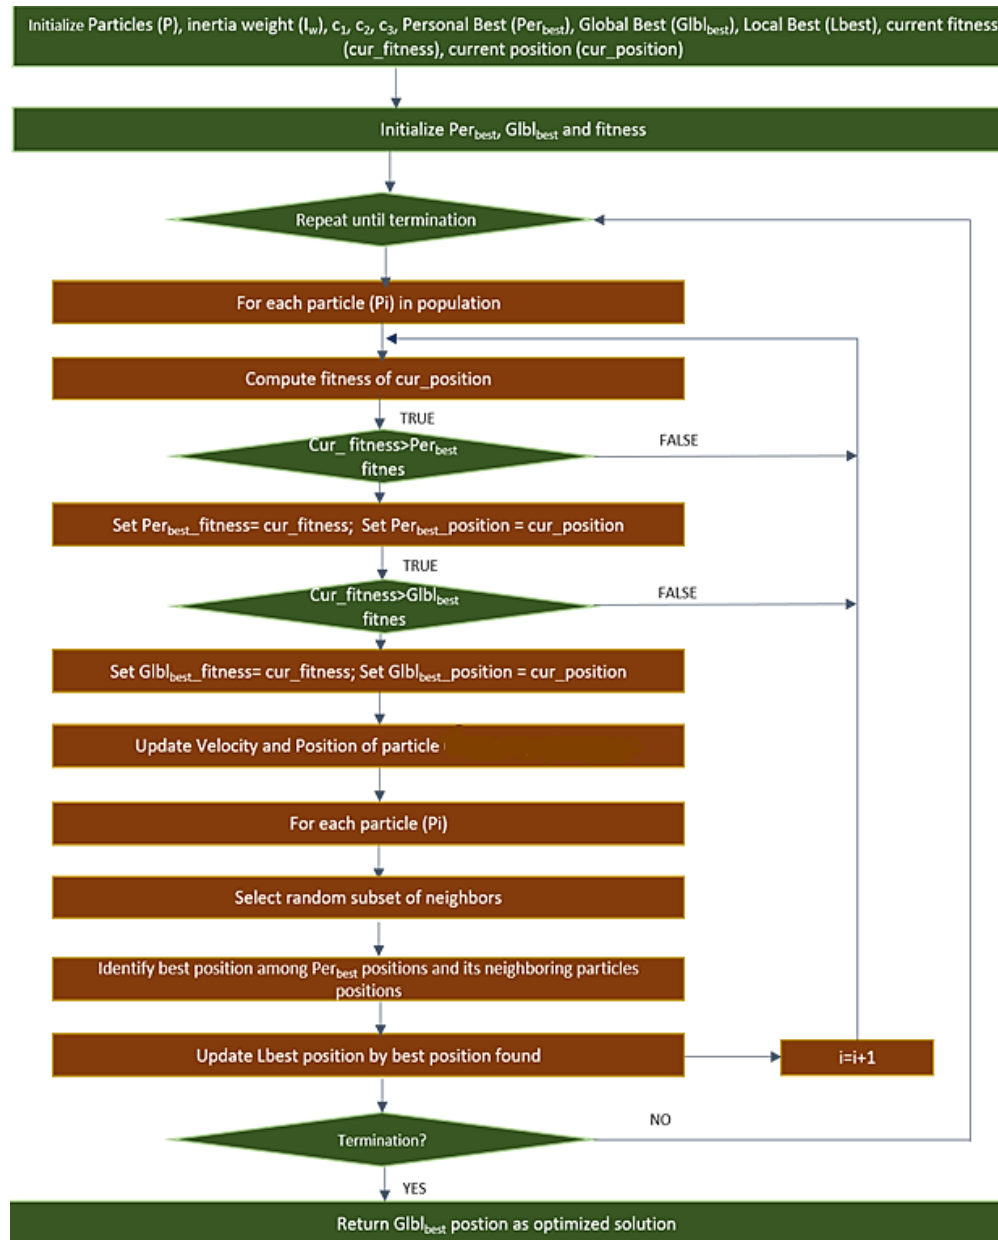 Initialize Particles (P), inertia weight (Iw), c1, c2, c3, Personal Best (Perbest), Global Best (Glblbest), Local Best (Lbest), current fitness
(cur_fitness), current position (cur_position)
Initialize Perbest, Glblbest and fitness
Repeat until termination
For each particle (Pi) in population
Compute fitness of cur_position
TRUE
Cur_ fitness>Perbest
fitnes
FALSE
Set Perbest_fitness= cur_fitness; Set Perbest_position = cur_position
TRUE
Cur_fitness>Glblbest
fitnes
FALSE
Set Glblbest_fitness= cur_fitness; Set Glblbest_position = cur_position
Update Velocity and Position of particle
For each particle (Pi)
Select random subset of neighbors
Identify best position among Perbest positions and its neighboring particles
positions
Update Lbest position by best position found
i=i+1
Termination?
NO
YES
Return Glblbest postion as optimized solution